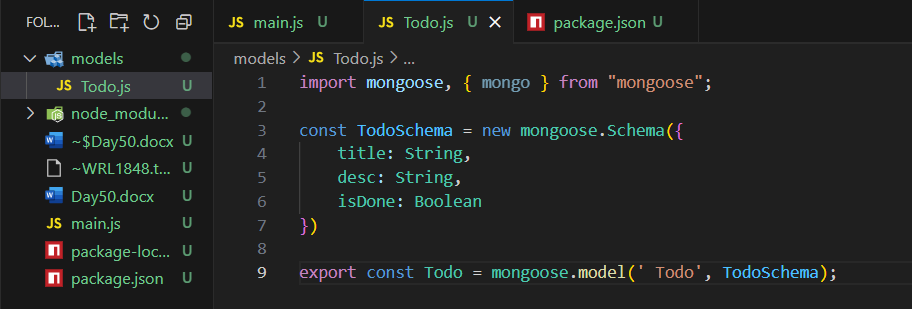 FOL...
JS main.js U
JS Todo.js U
package.json U
models
JS Todo.js U
node_modu...
~$Day50.docx U
~WRL1848.t... U
Day50.docx U
JS main.js U
package-loc... U
package.json U
models > JS Todo.js > ...
1 import mongoose, { mongo } from "mongoose";
2
3 const TodoSchema = new mongoose.Schema({
4 title: String,
5 desc: String,
6 isDone: Boolean
7 })
8
9 export const Todo = mongoose.model(' Todo', TodoSchema);